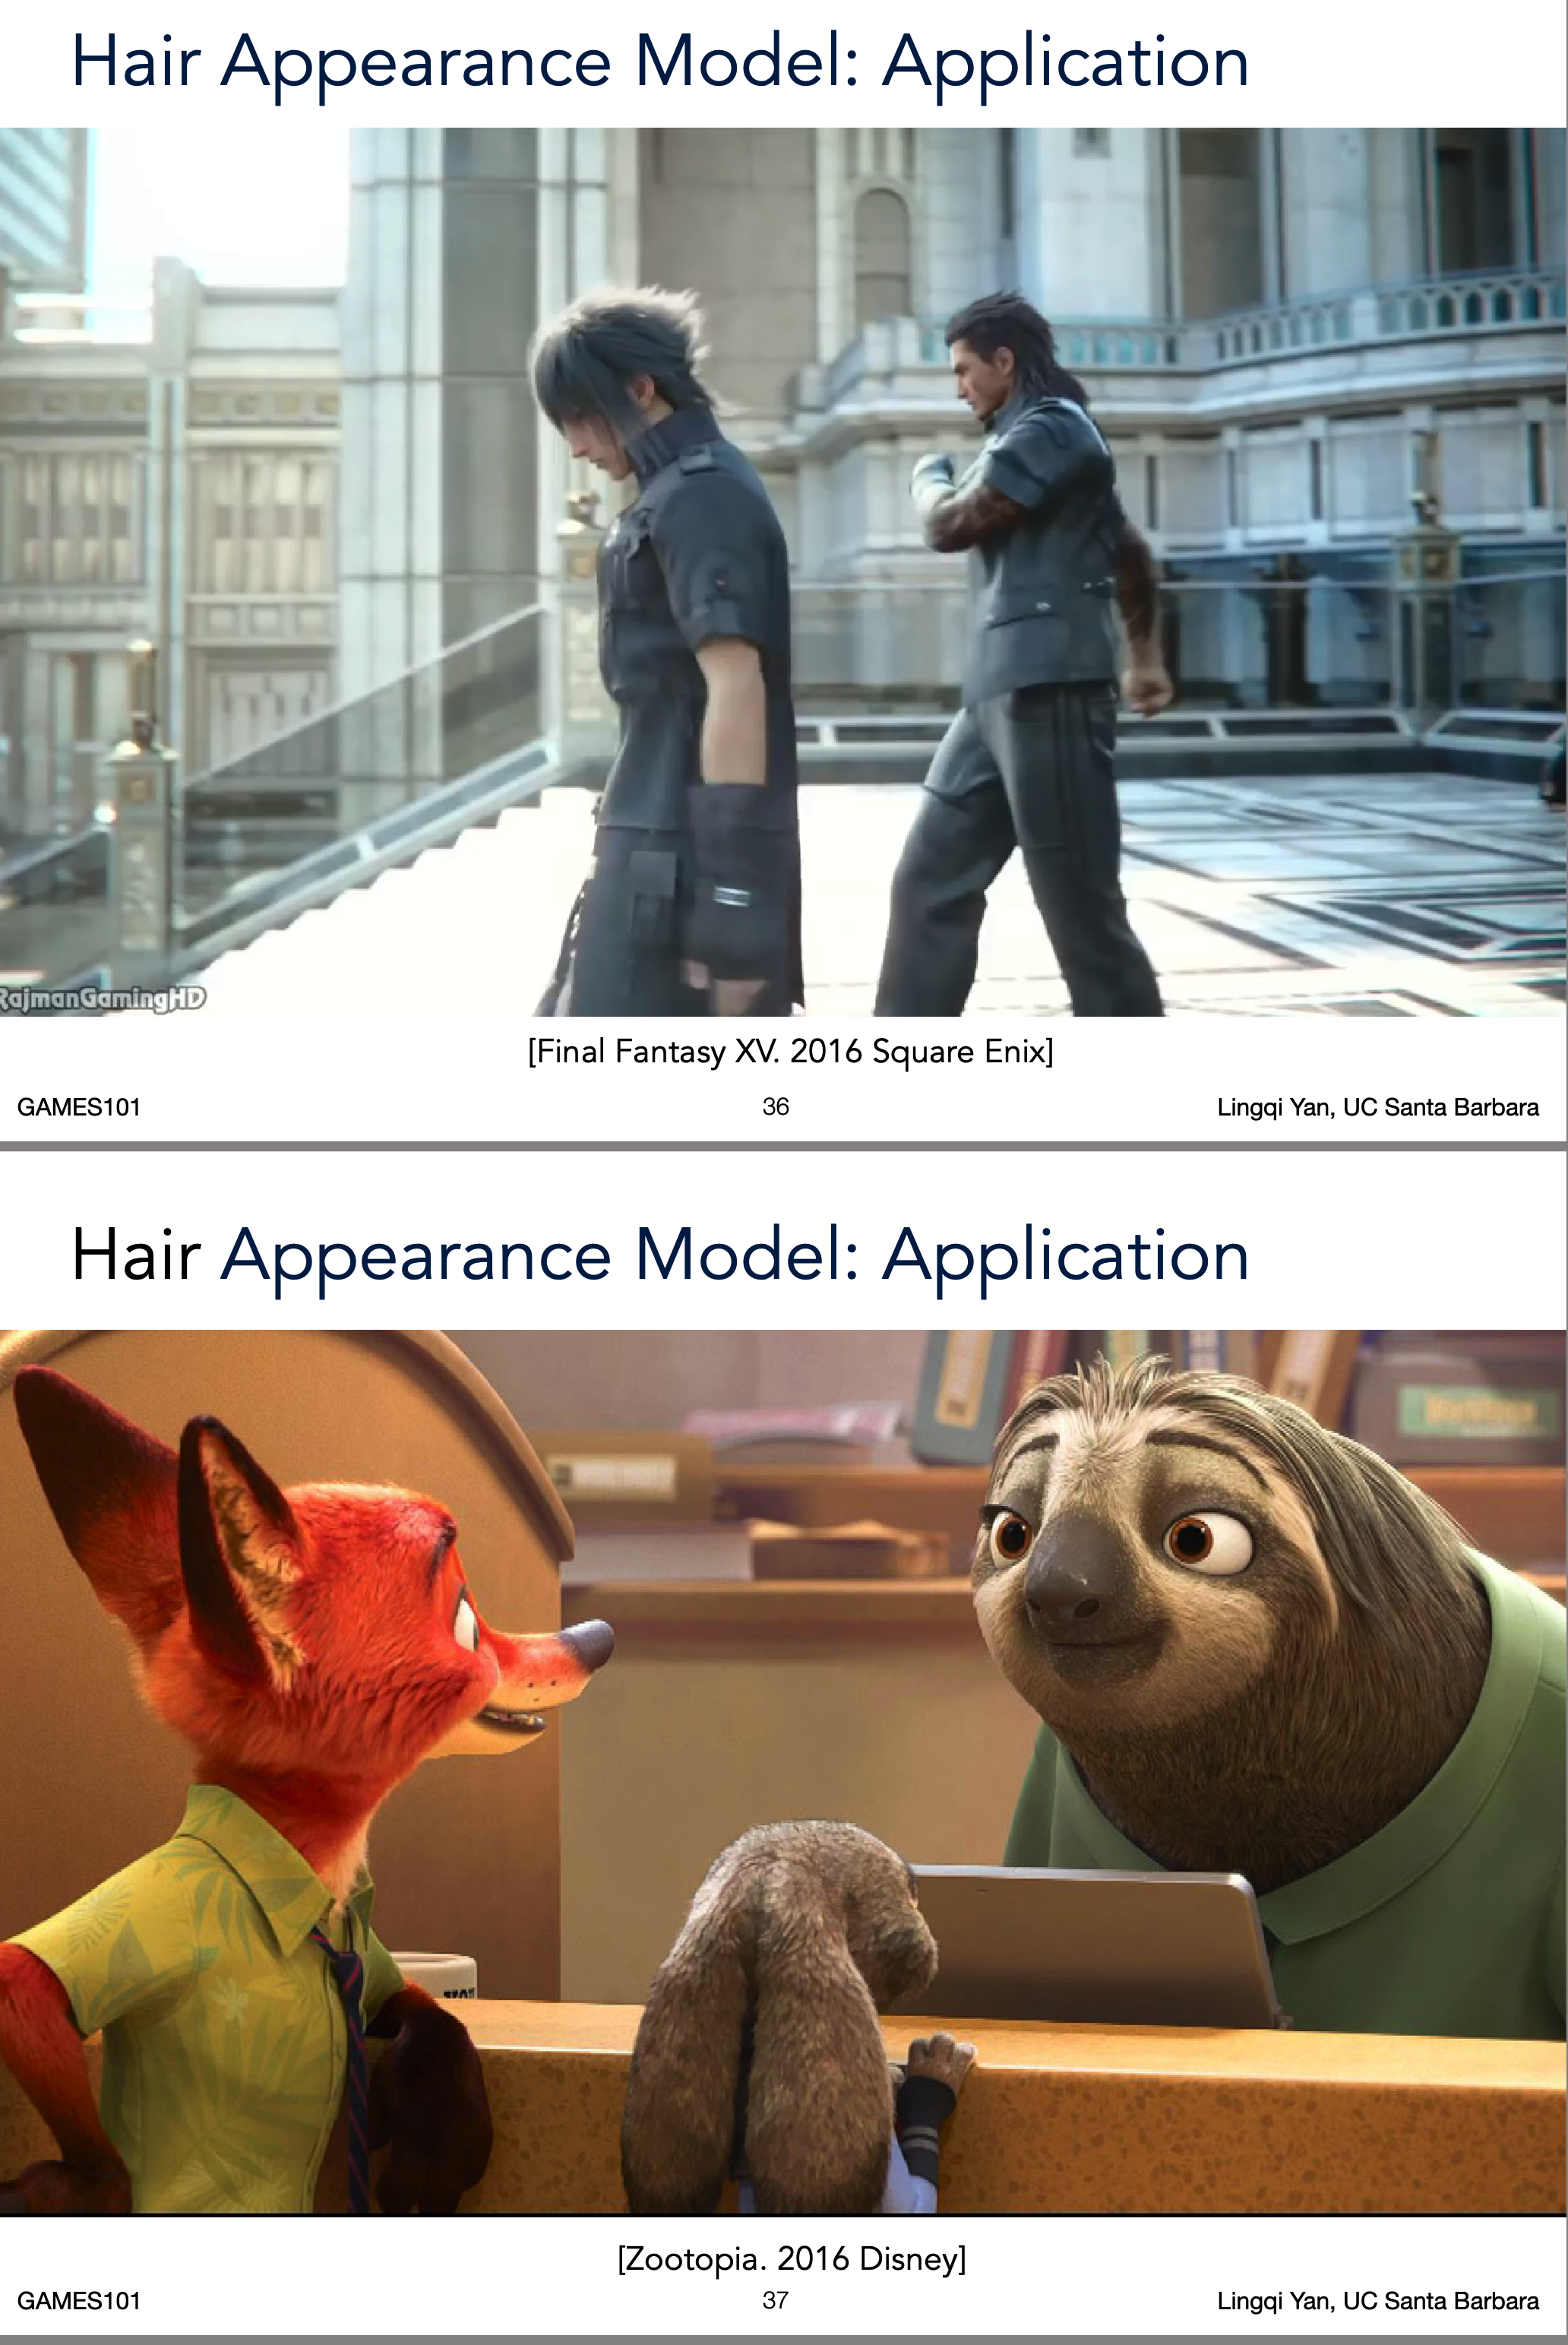 Hair Appearance Model: Application
RajmanGamingHD
[Final Fantasy XV. 2016 Square Enix]
GAMES101
36
Lingqi Yan, UC Santa Barbara
Hair Appearance Model: Application
[Zootopia. 2016 Disney]
GAMES101
37
Lingqi Yan, UC Santa Barbara